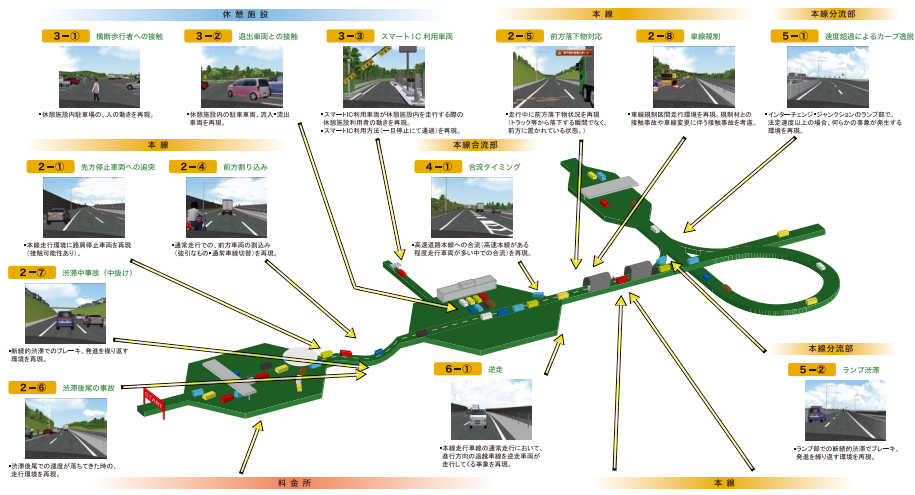 休憩施設
3-① 横断歩行者への接触
•休憩施設内駐車場の、人の動きを再現。
3-② 退出車両との接触
•休憩施設内の駐車車両、流入•流出
車両を再現。
3-③ スマートIC利用車両
•スマートIC利用車両が休憩施設内を走行する際の
休憩施設利用者の動きを再現。
•スマートIC利用方法(一旦停止にて通過)を再現。
本線
2-⑤ 前方落下物対応
•走行中に前方落下物状況を再現
(トラック等から落下する瞬間でなく、
前方に置かれている状態。)
2-⑧ 車線規制
•車線規制区間走行環境を再現。規制材との
接触事故や車線変更に伴う接触事故を考慮。
本線分流部
5-① 速度超過によるカーブ逸脱
•インターチェンジ•ジャンクションのランプ部で、
法定速度以上の場合、何らかの事象が発生する
環境を再現。
本線
2-① 先方停止車両への追突
•本線走行環境に路肩停止車両を再現
(接触可能性あり)。
2-④ 前方割り込み
•通常走行での、前方車両の割込み
(強引なもの•通常車線切替)を再現。
本線合流部
4-① 合流タイミング
•高速道路本線への合流(高速本線がある
程度走行車両が多い中での合流)を再現。
2-⑦ 渋滞中事故(中抜け)
•断続的渋滞でのブレーキ、発進を繰り返す
環境を再現。
2-⑥ 渋滞後尾の事故
•渋滞後尾での速度が落ちてきた時の、
走行環境を再現。
START
6-① 逆走
•本線走行車線の通常走行において、
進行方向の追越車線を逆走車両が
走行してくる事象を再現。
本線分流部
5-② ランプ渋滞
•ランプ部での断続的渋滞でブレーキ、
発進を繰り返す環境を再現。
料金所
本線